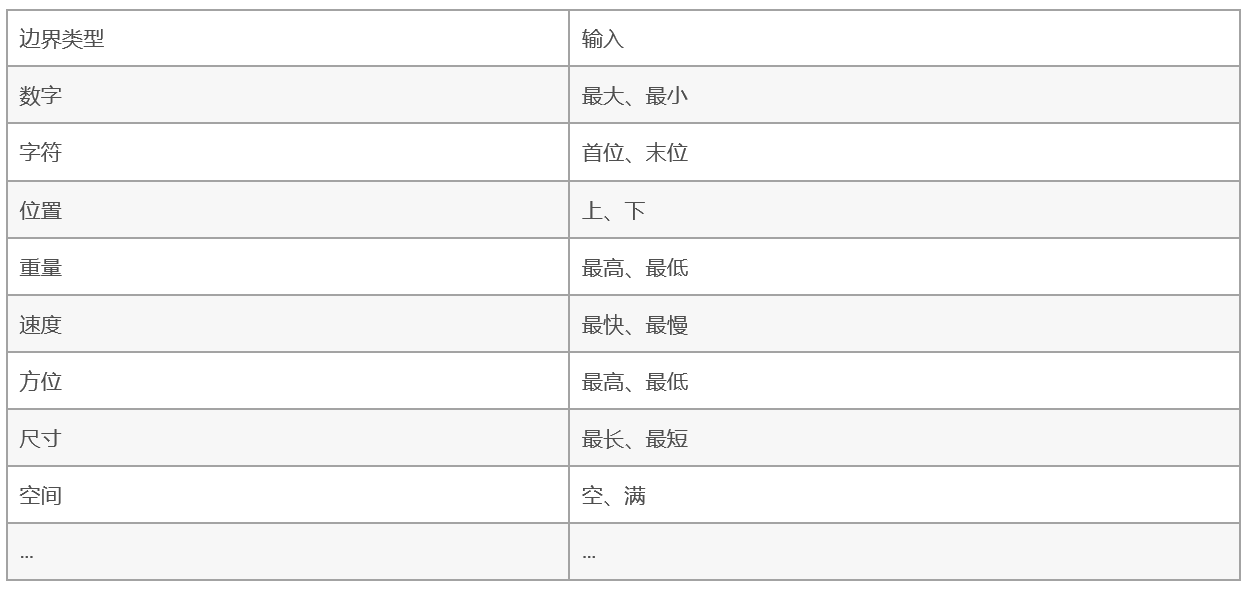 边界类型 输入
数字 最大、最小
字符 首位、末位
位置 上、下
重量 最高、最低
速度 最快、最慢
方位 最高、最低
尺寸 最长、最短
空间 空、满
... ...